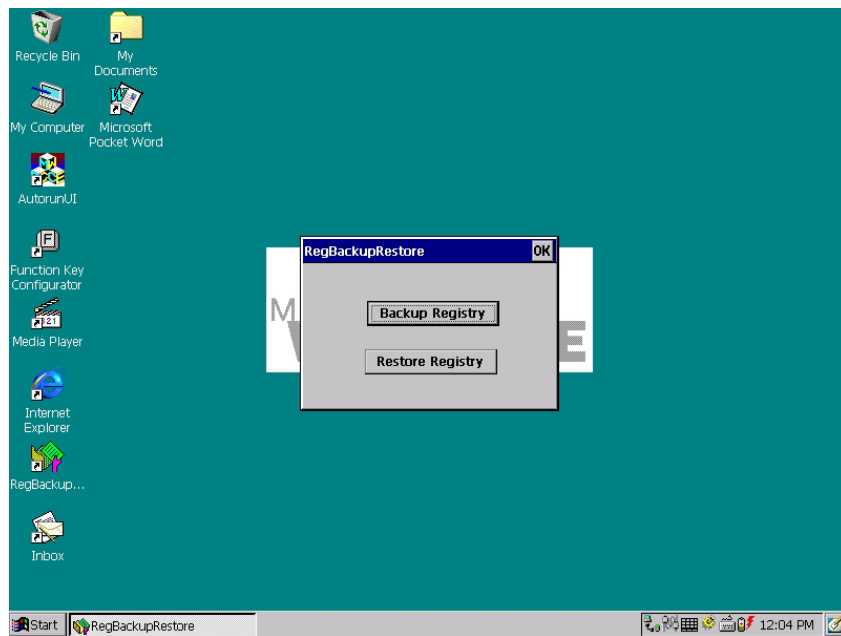 Recycle Bin
My
Documents
My Computer
Microsoft
Pocket Word
AutorunUI
Function Key
Configurator
Media Player
Internet
Explorer
RegBackup...
Inbox
M
E
RegBackupRestore
OK
Backup Registry
Restore Registry
Start
RegBackupRestore
12:04 PM